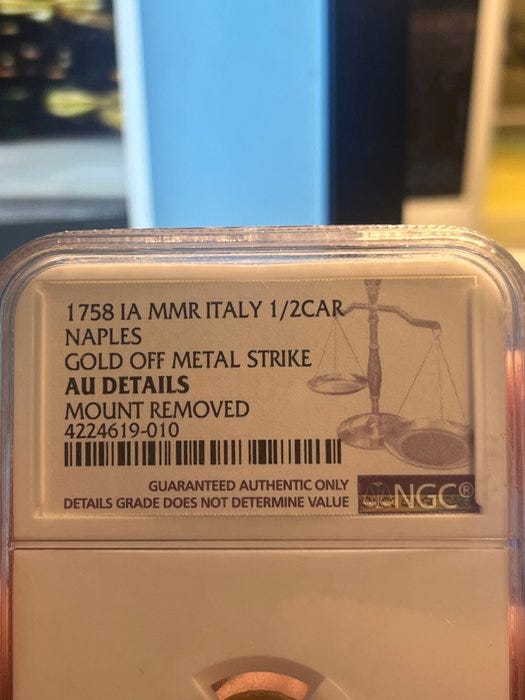 1758 IA MMR ITALY 1/2CAR
NAPLES
GOLD OFF METAL STRIKE
AU DETAILS
MOUNT REMOVED
4224619-010
GUARANTEED AUTHENTIC ONLY
DETAILS GRADE DOES NOT DETERMINE VALUE
NGC®